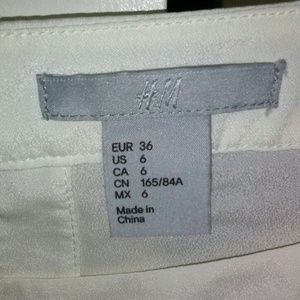 H&M
EUR 36
US 6
CA 6
CN 165/84A
MX 6
Made in
China